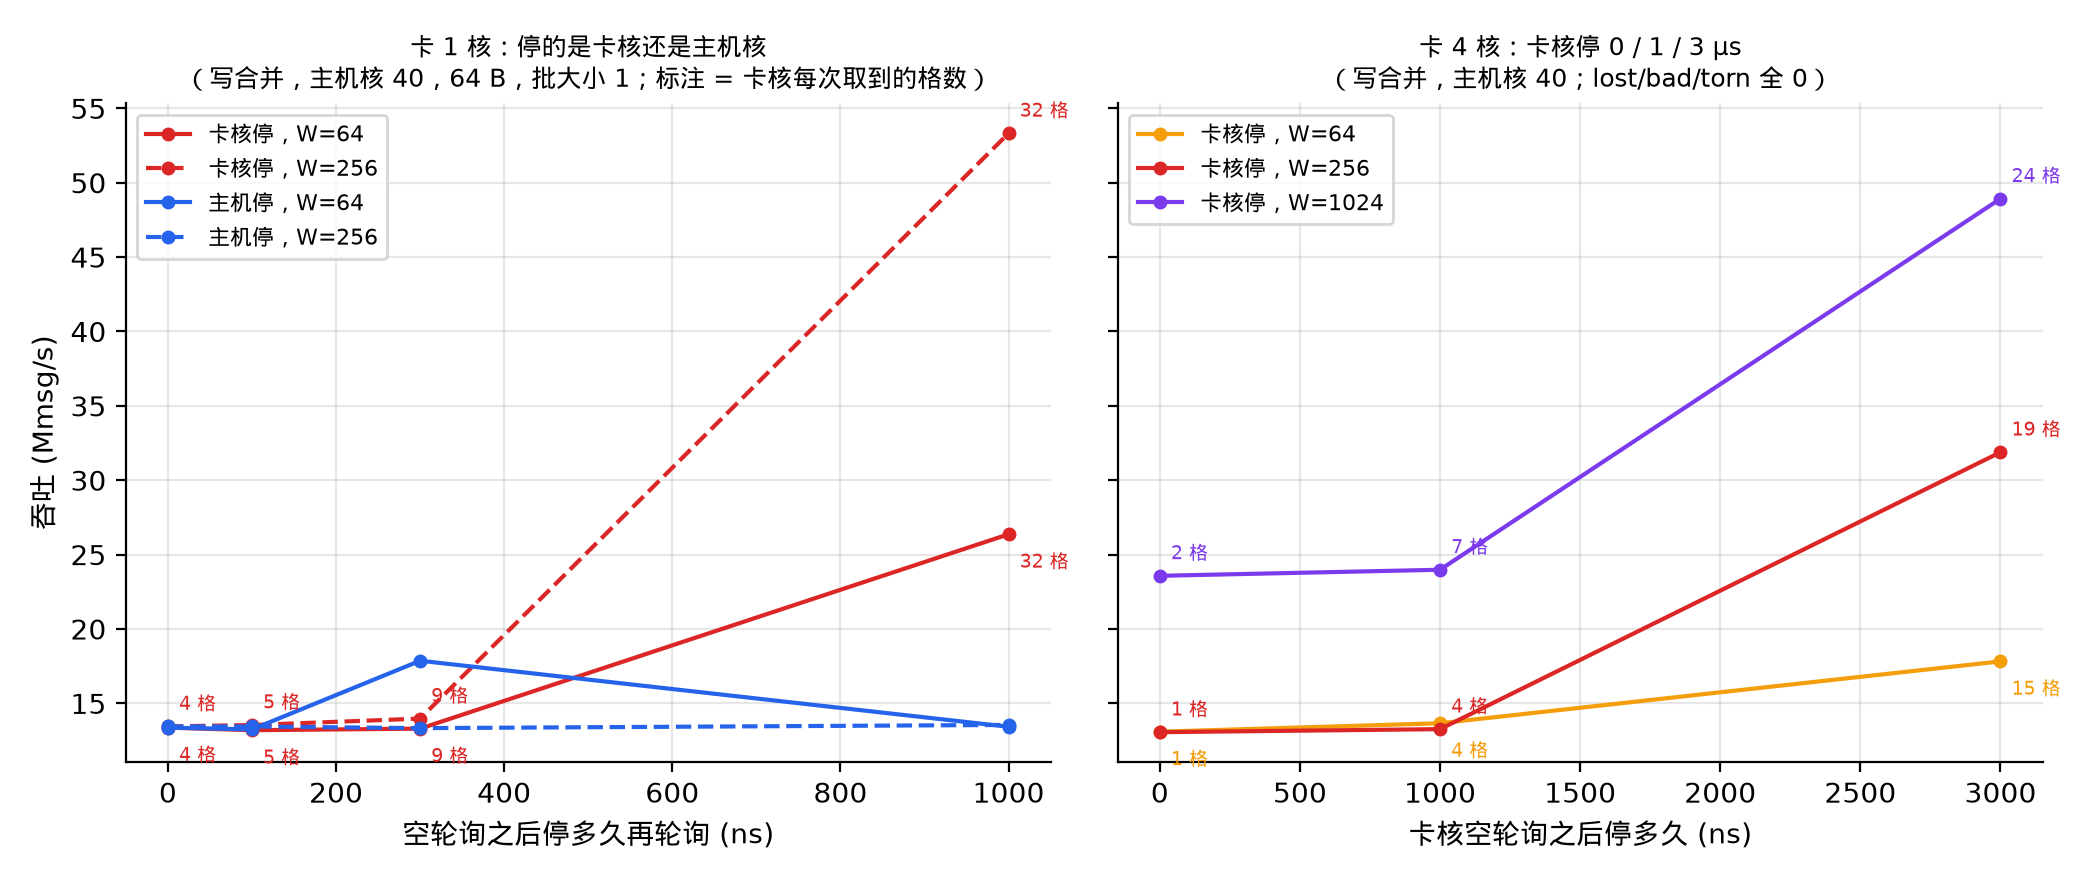 卡 1 核：停的是卡核还是主机核
（写合并，主机核 40，64 B，批大小 1；标注 = 卡核每次取到的格数）
吞吐 (Mmsg/s)
55
50
45
40
35
30
25
20
15
卡核停，W=64
卡核停，W=256
主机停，W=64
主机停，W=256
32 格
32 格
4 格
5 格
9 格
4 格
5 格
9 格
0
200
400
600
800
1000
空轮询之后停多久再轮询 (ns)
卡 4 核：卡核停 0 / 1 / 3 µs
（写合并，主机核 40；lost/bad/torn 全 0）
卡核停，W=64
卡核停，W=256
卡核停，W=1024
24 格
19 格
15 格
2 格
7 格
1 格
4 格
1 格
4 格
0
500
1000
1500
2000
2500
3000
卡核空轮询之后停多久 (ns)